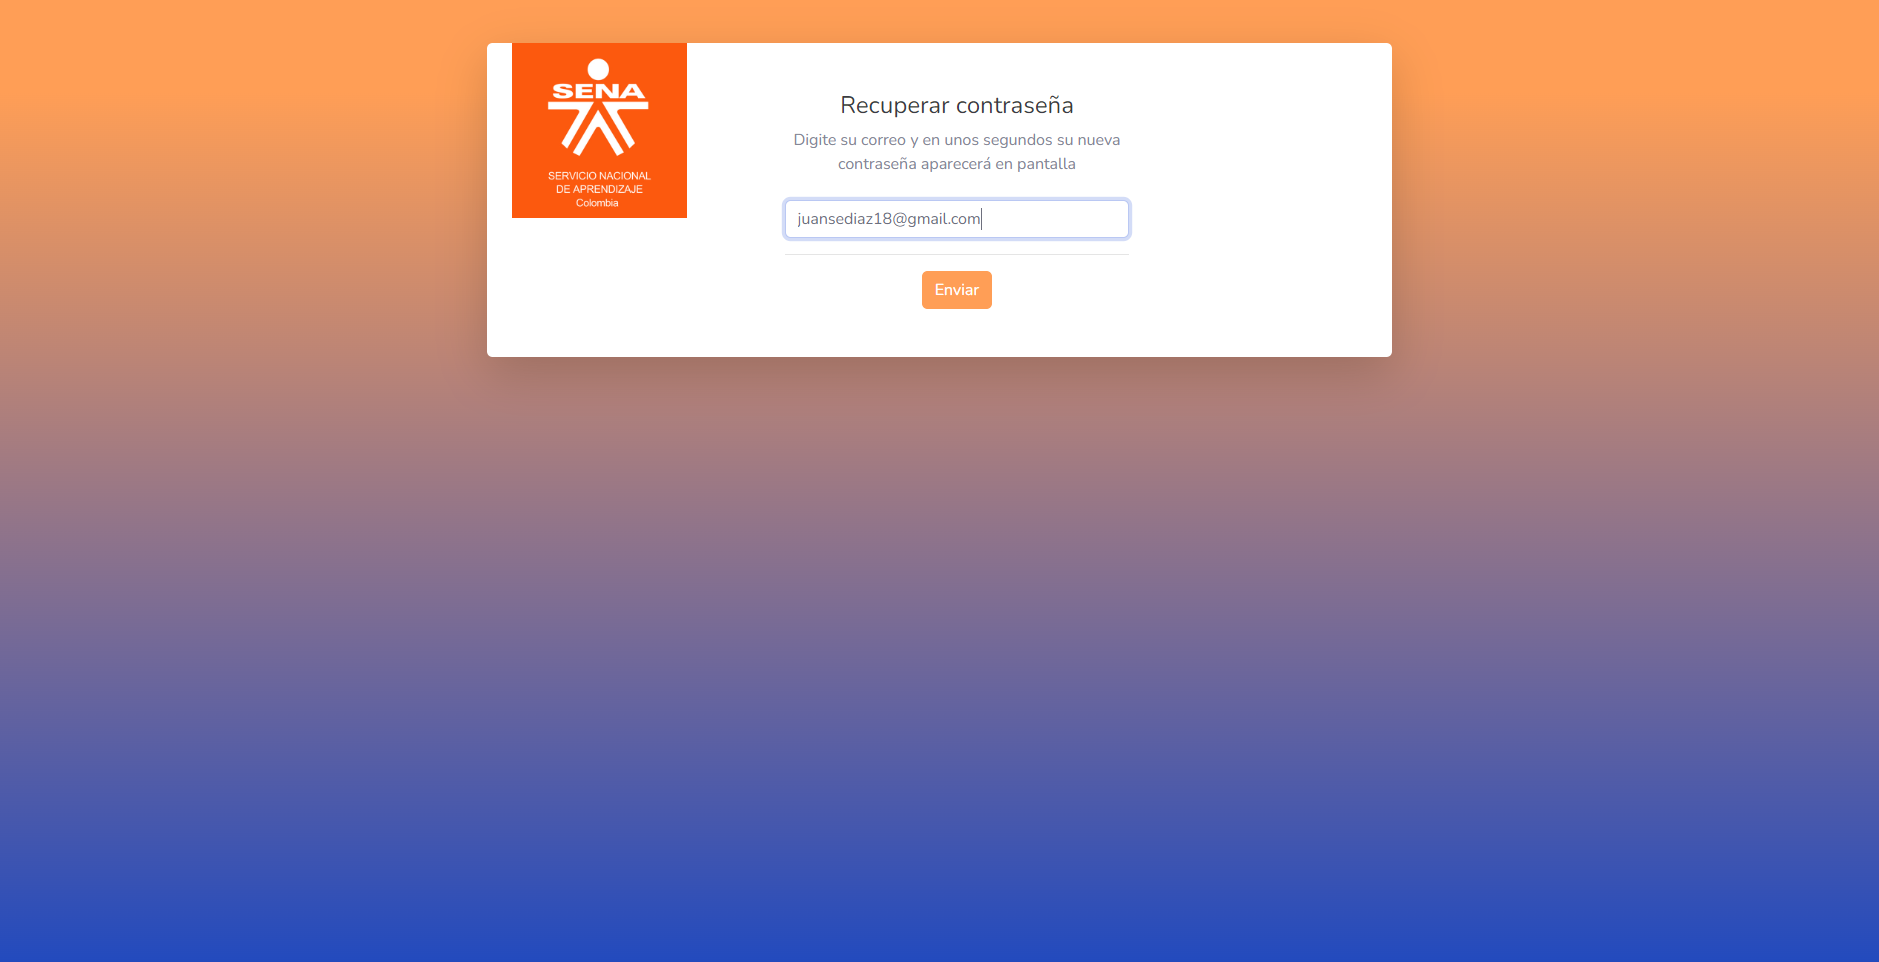 SENA
SERVICIO NACIONAL
DE APRENDIZAJE
Colombia
Recuperar contraseña
Digite su correo y en unos segundos su nueva
contraseña aparecerá en pantalla
juansediaz18@gmail.com
Enviar